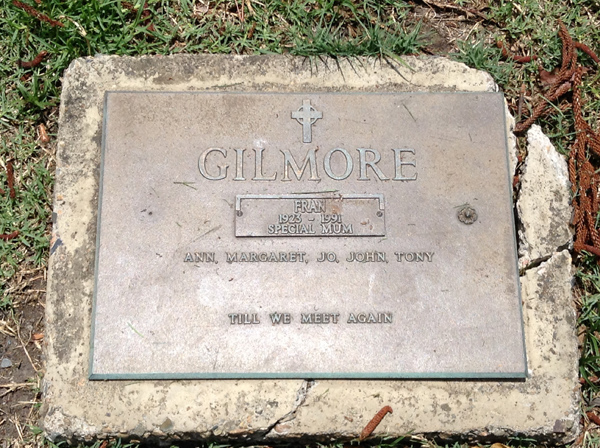 GILMORE
FRAN
1923 - 1991
SPECIAL MUM
ANN, MARGARET, JO, JOHN, TONY
TILL WE MEET AGAIN